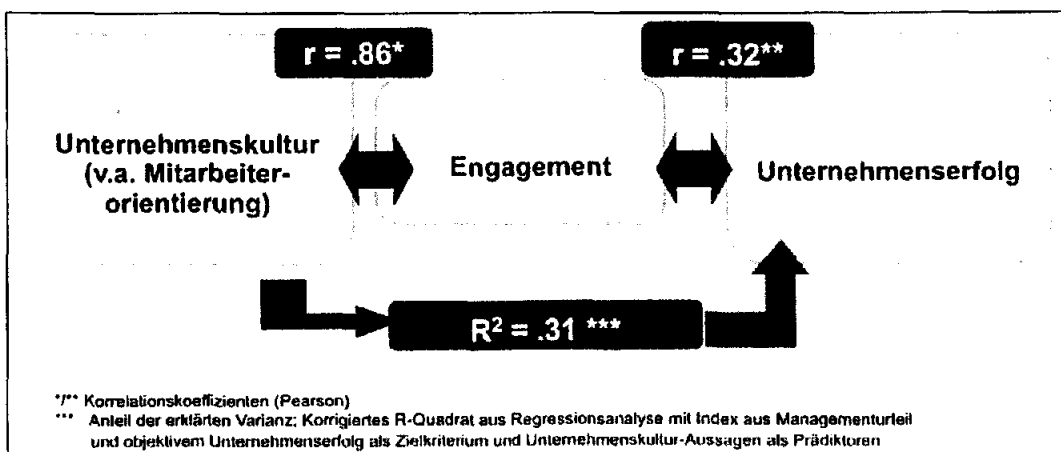 r = .86*
r = .32**
Unternehmenskultur
(v.a. Mitarbeiter-
orientierung)
Engagement
Unternehmenserfolg
R² = .31 ***
*/** Korrelationskoeffizienten (Pearson)
*** Anteil der erklärten Varianz; Korrigiertes R-Quadrat aus Regressionsanalyse mit Index aus Managementurteil
und objektivem Unternehmenserfolg als Zielkriterium und Unternehmenskultur-Aussagen als Prädiktoren